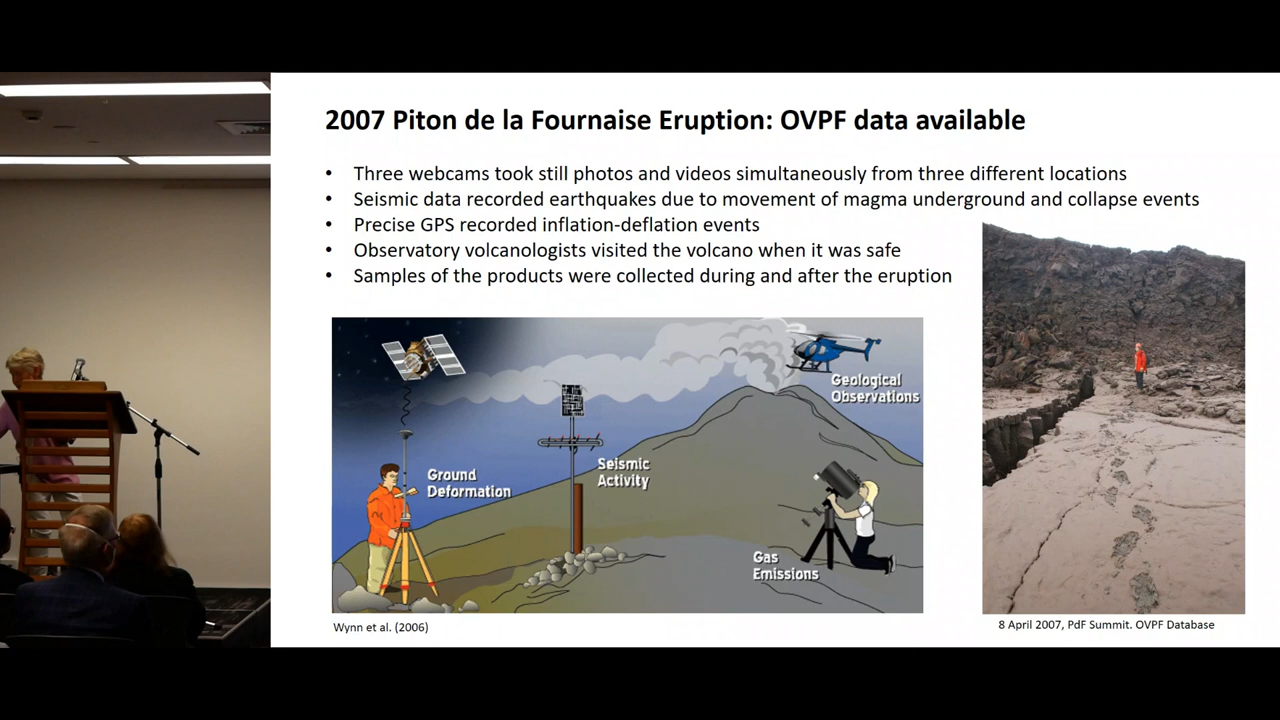 2007 Piton de la Fournaise Eruption: OVPF data available
• Three webcams took still photos and videos simultaneously from three different locations
• Seismic data recorded earthquakes due to movement of magma underground and collapse events
• Precise GPS recorded inflation-deflation events
• Observatory volcanologists visited the volcano when it was safe
• Samples of the products were collected during and after the eruption
Geological
Observations
Ground
Deformation
Seismic
Activity
Gas
Emissions
Wynn et al. (2006)
8 April 2007, PdF Summit. OVPF Database